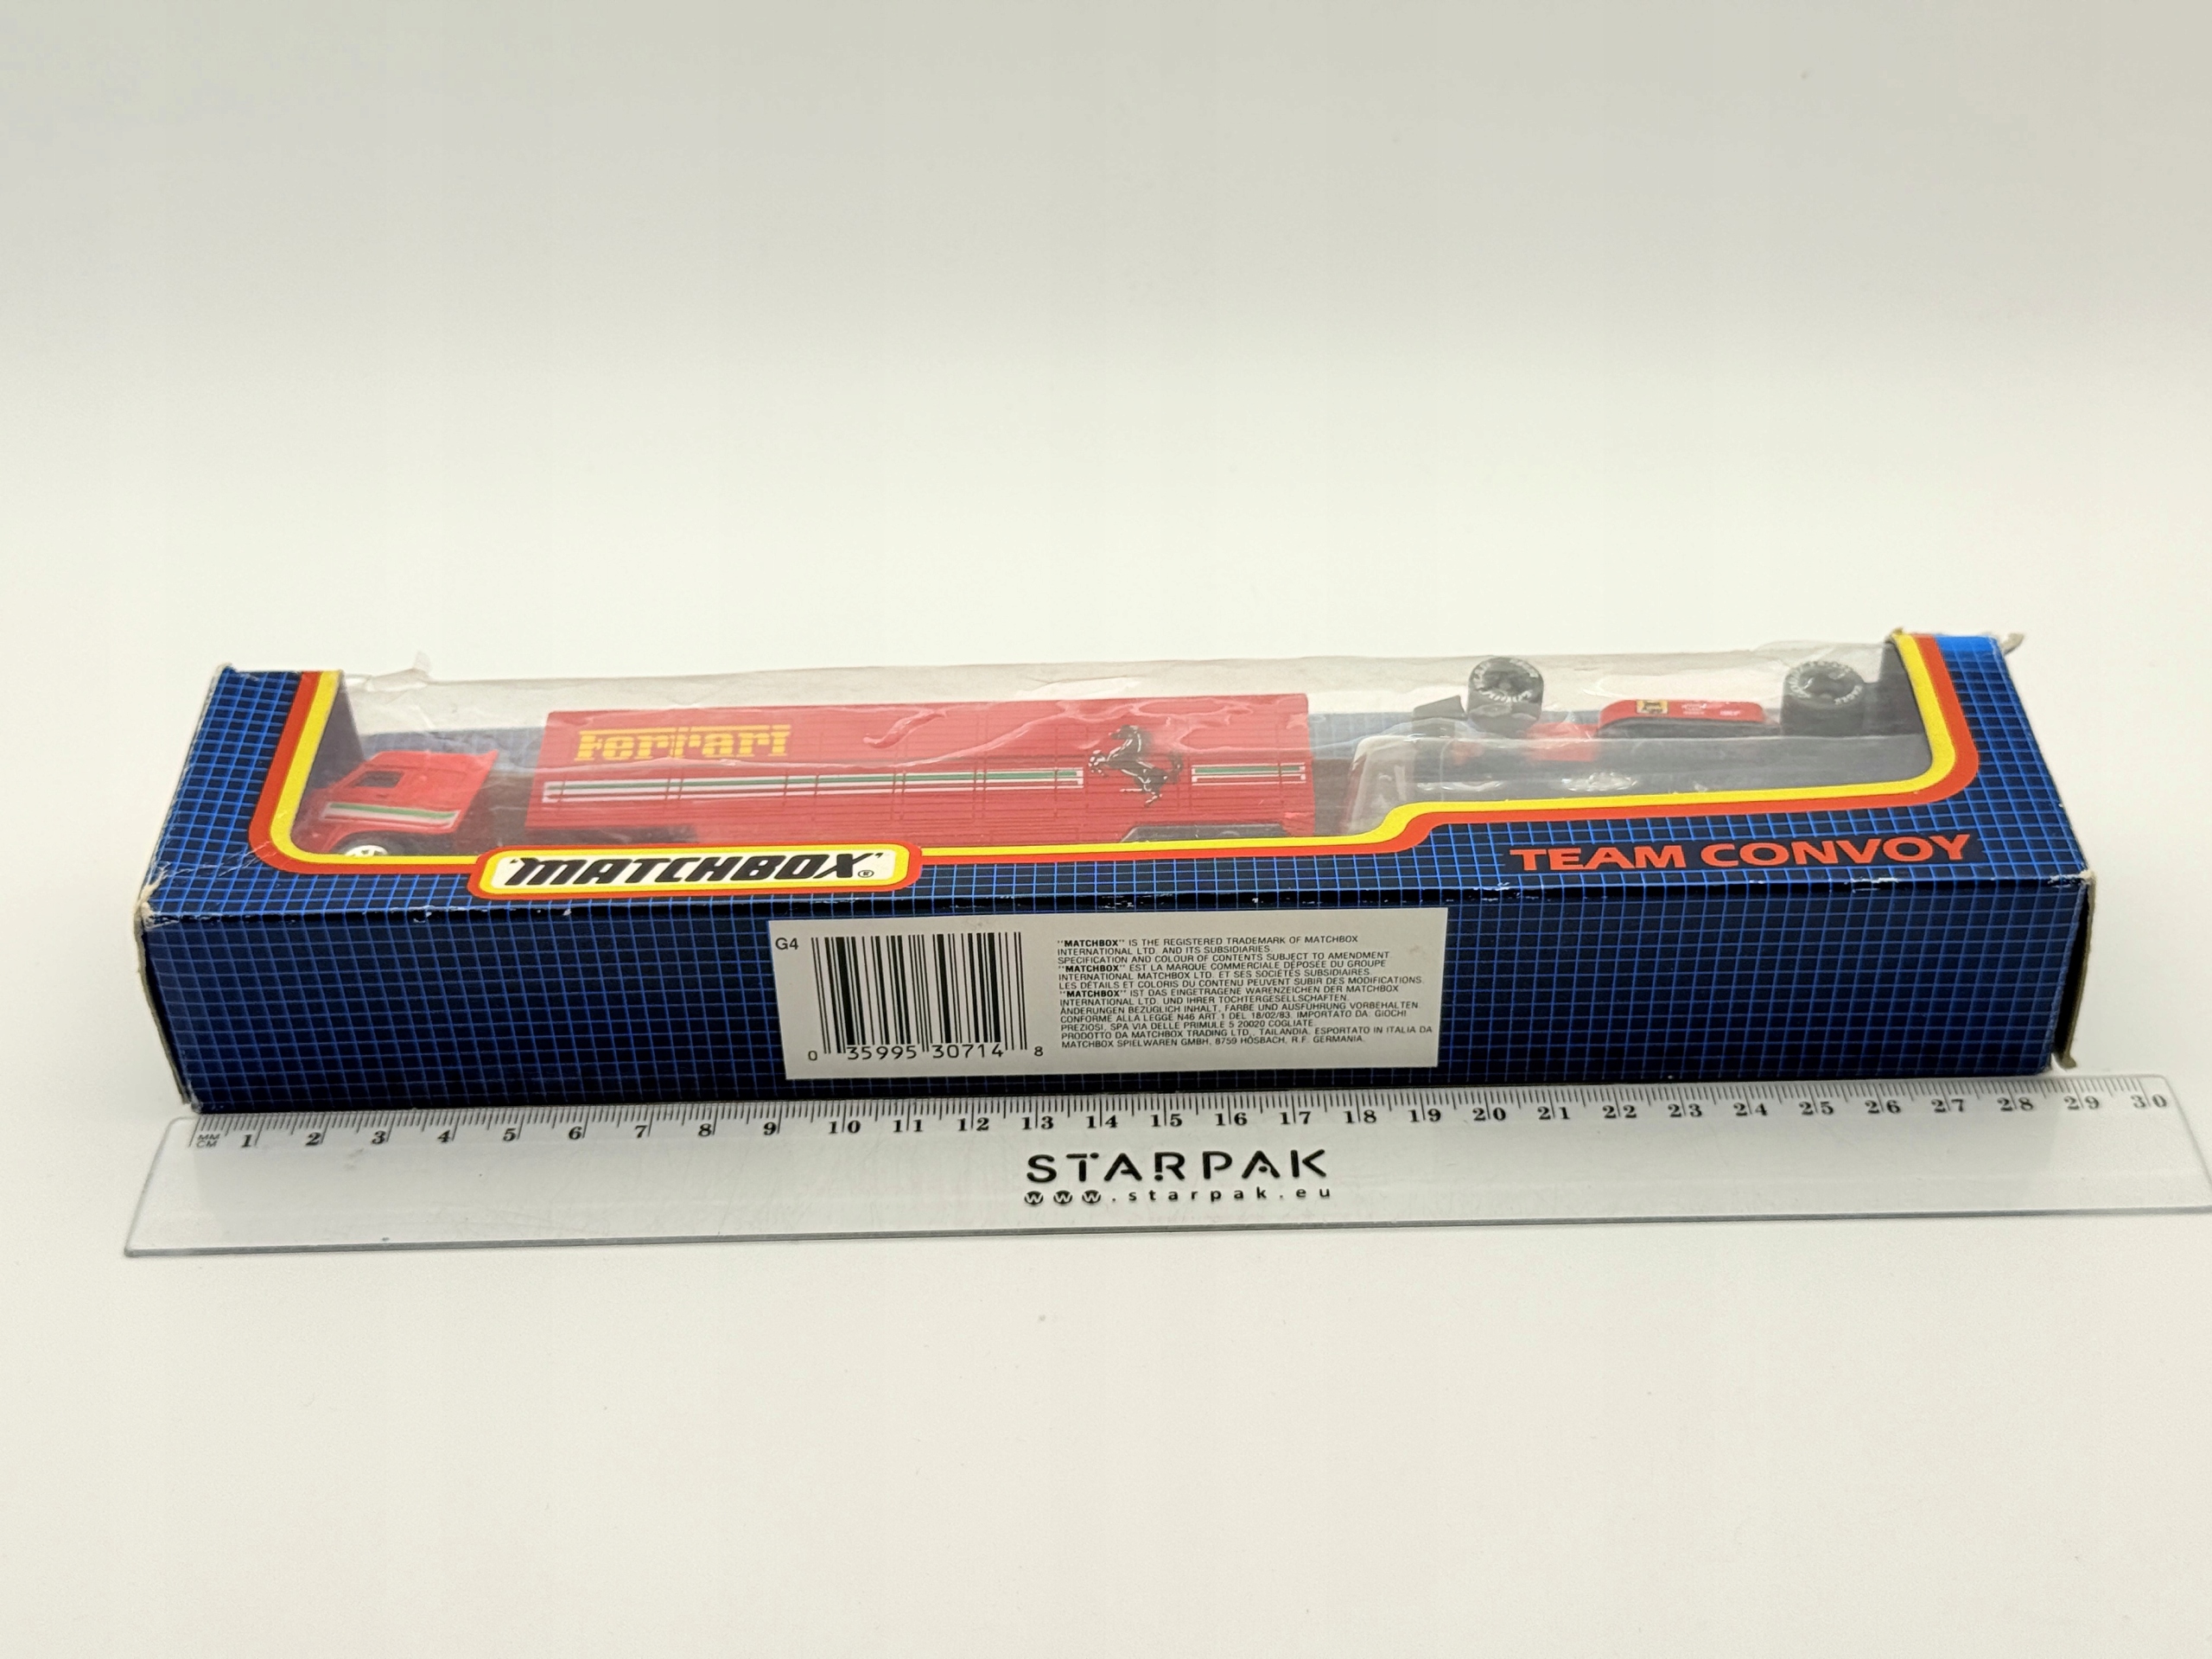 Ferrari
"MATCHBOX"®
TEAM CONVOY
G4
0 35995 30714 8
"MATCHBOX" IS THE REGISTERED TRADEMARK OF MATCHBOX
INTERNATIONAL LTD. AND ITS SUBSIDIARIES.
SPECIFICATION AND COLOUR OF CONTENTS SUBJECT TO AMENDMENT.
"MATCHBOX" EST LA MARQUE COMMERCIALE DÉPOSÉE DU GROUPE
INTERNATIONAL MATCHBOX LTD. ET SES SOCIÉTÉS SUBSIDIAIRES.
LES DÉTAILS ET COLORIS DU CONTENU PEUVENT SUBIR DES MODIFICATIONS.
"MATCHBOX" IST DAS EINGETRAGENE WARENZEICHEN DER MATCHBOX
INTERNATIONAL LTD. UND IHRER TOCHTERGESELLSCHAFTEN.
ÄNDERUNGEN BEZÜGLICH INHALT, FARBE UND AUSFÜHRUNG VORBEHALTEN.
CONFORME ALLA LEGGE N46 ART.1 DEL 18/02/83. IMPORTATO DA: GIOCHI
PREZIOSI, SPA VIA DELLE PRIMULE 5 20020 COGLIATE.
PRODOTTO DA MATCHBOX TRADING LTD., TAILANDIA. ESPORTATO IN ITALIA DA
MATCHBOX SPIELWAREN GMBH, 8759 HÖSBACH, R.F. GERMANIA.
MM
CM
1 2 3 4 5 6 7 8 9 10 11 12 13 14 15 16 17 18 19 20 21 22 23 24 25 26 27 28 29 30
STARPAK
www.starpak.eu